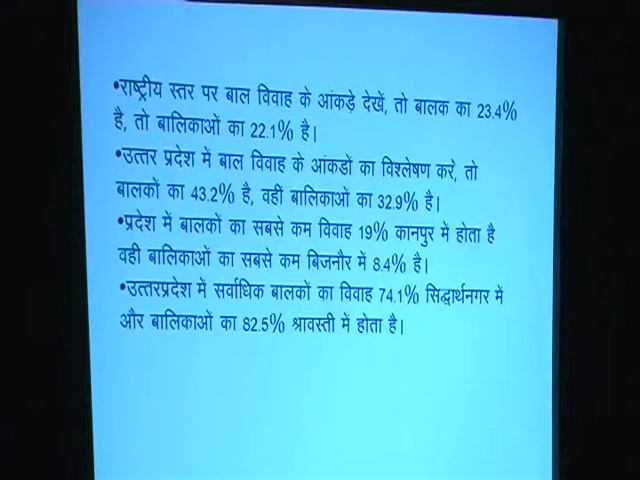 •राष्ट्रीय स्तर पर बाल विवाह के आंकड़े देखें, तो बालक का 23.4%
है, तो बालिकाओं का 22.1% है।
•उत्तर प्रदेश में बाल विवाह के आंकडों का विश्लेषण करे, तो
बालकों का 43.2% है, वहीं बालिकाओं का 32.9% है।
•प्रदेश में बालकों का सबसे कम विवाह 19% कानपुर में होता है
वही बालिकाओं का सबसे कम बिजनौर में 8.4% है।
•उत्तरप्रदेश में सर्वाधिक बालकों का विवाह 74.1% सिद्धार्थनगर में
और बालिकाओं का 82.5% श्रावस्ती में होता है।